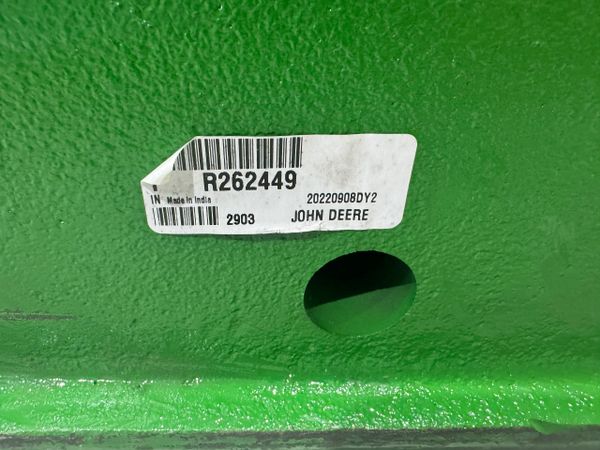 R262449
IN Made in India 20220908DY2
2903 JOHN DEERE